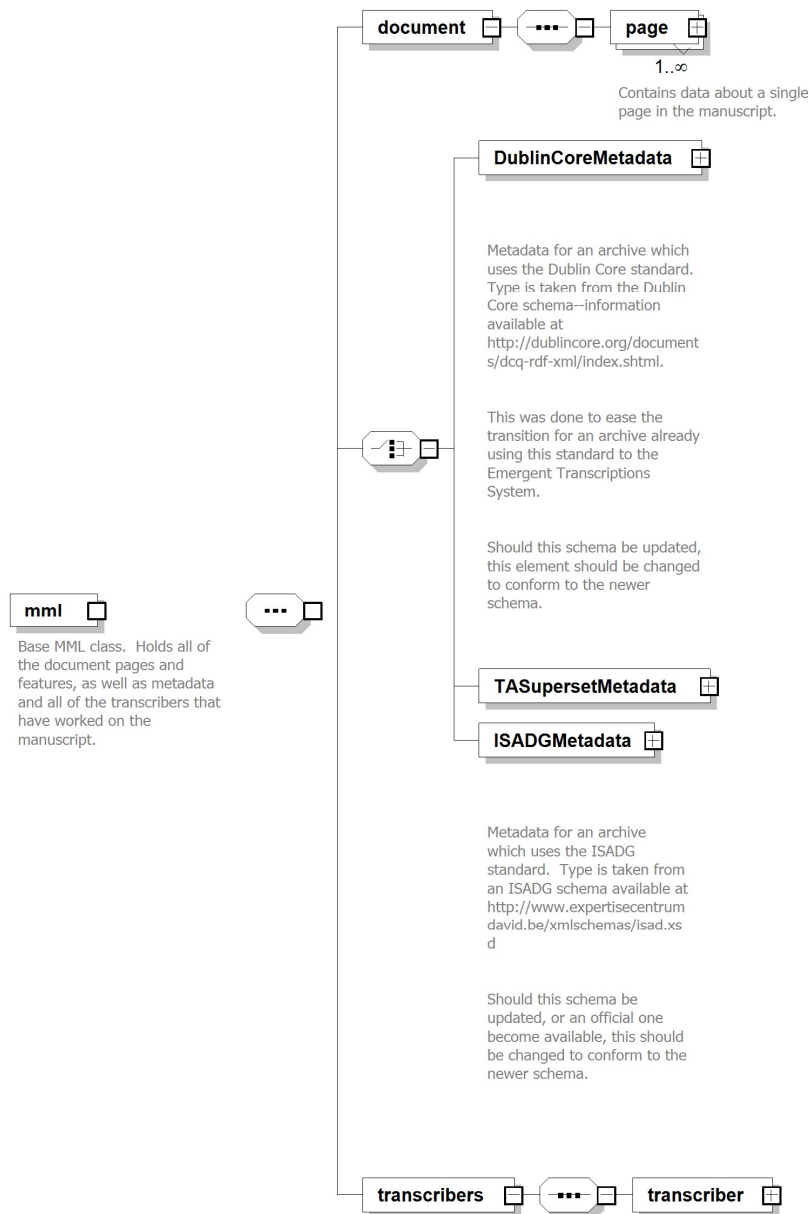 document
page
1..∞
Contains data about a single
page in the manuscript.
DublinCoreMetadata
Metadata for an archive which
uses the Dublin Core standard.
Type is taken from the Dublin
Core schema--information
available at
http://dublincore.org/document
s/dcq-rdf-xml/index.shtml.
This was done to ease the
transition for an archive already
using this standard to the
Emergent Transcriptions
System.
Should this schema be updated,
this element should be changed
to conform to the newer
schema.
mml
Base MML class.  Holds all of
the document pages and
features, as well as metadata
and all of the transcribers that
have worked on the
manuscript.
TASupersetMetadata
ISADGMetadata
Metadata for an archive
which uses the ISADG
standard.  Type is taken from
an ISADG schema available at
http://www.expertisecentrum
david.be/xmlschemas/isad.xs
d
Should this schema be
updated, or an official one
become available, this should
be changed to conform to the
newer schema.
transcribers
transcriber